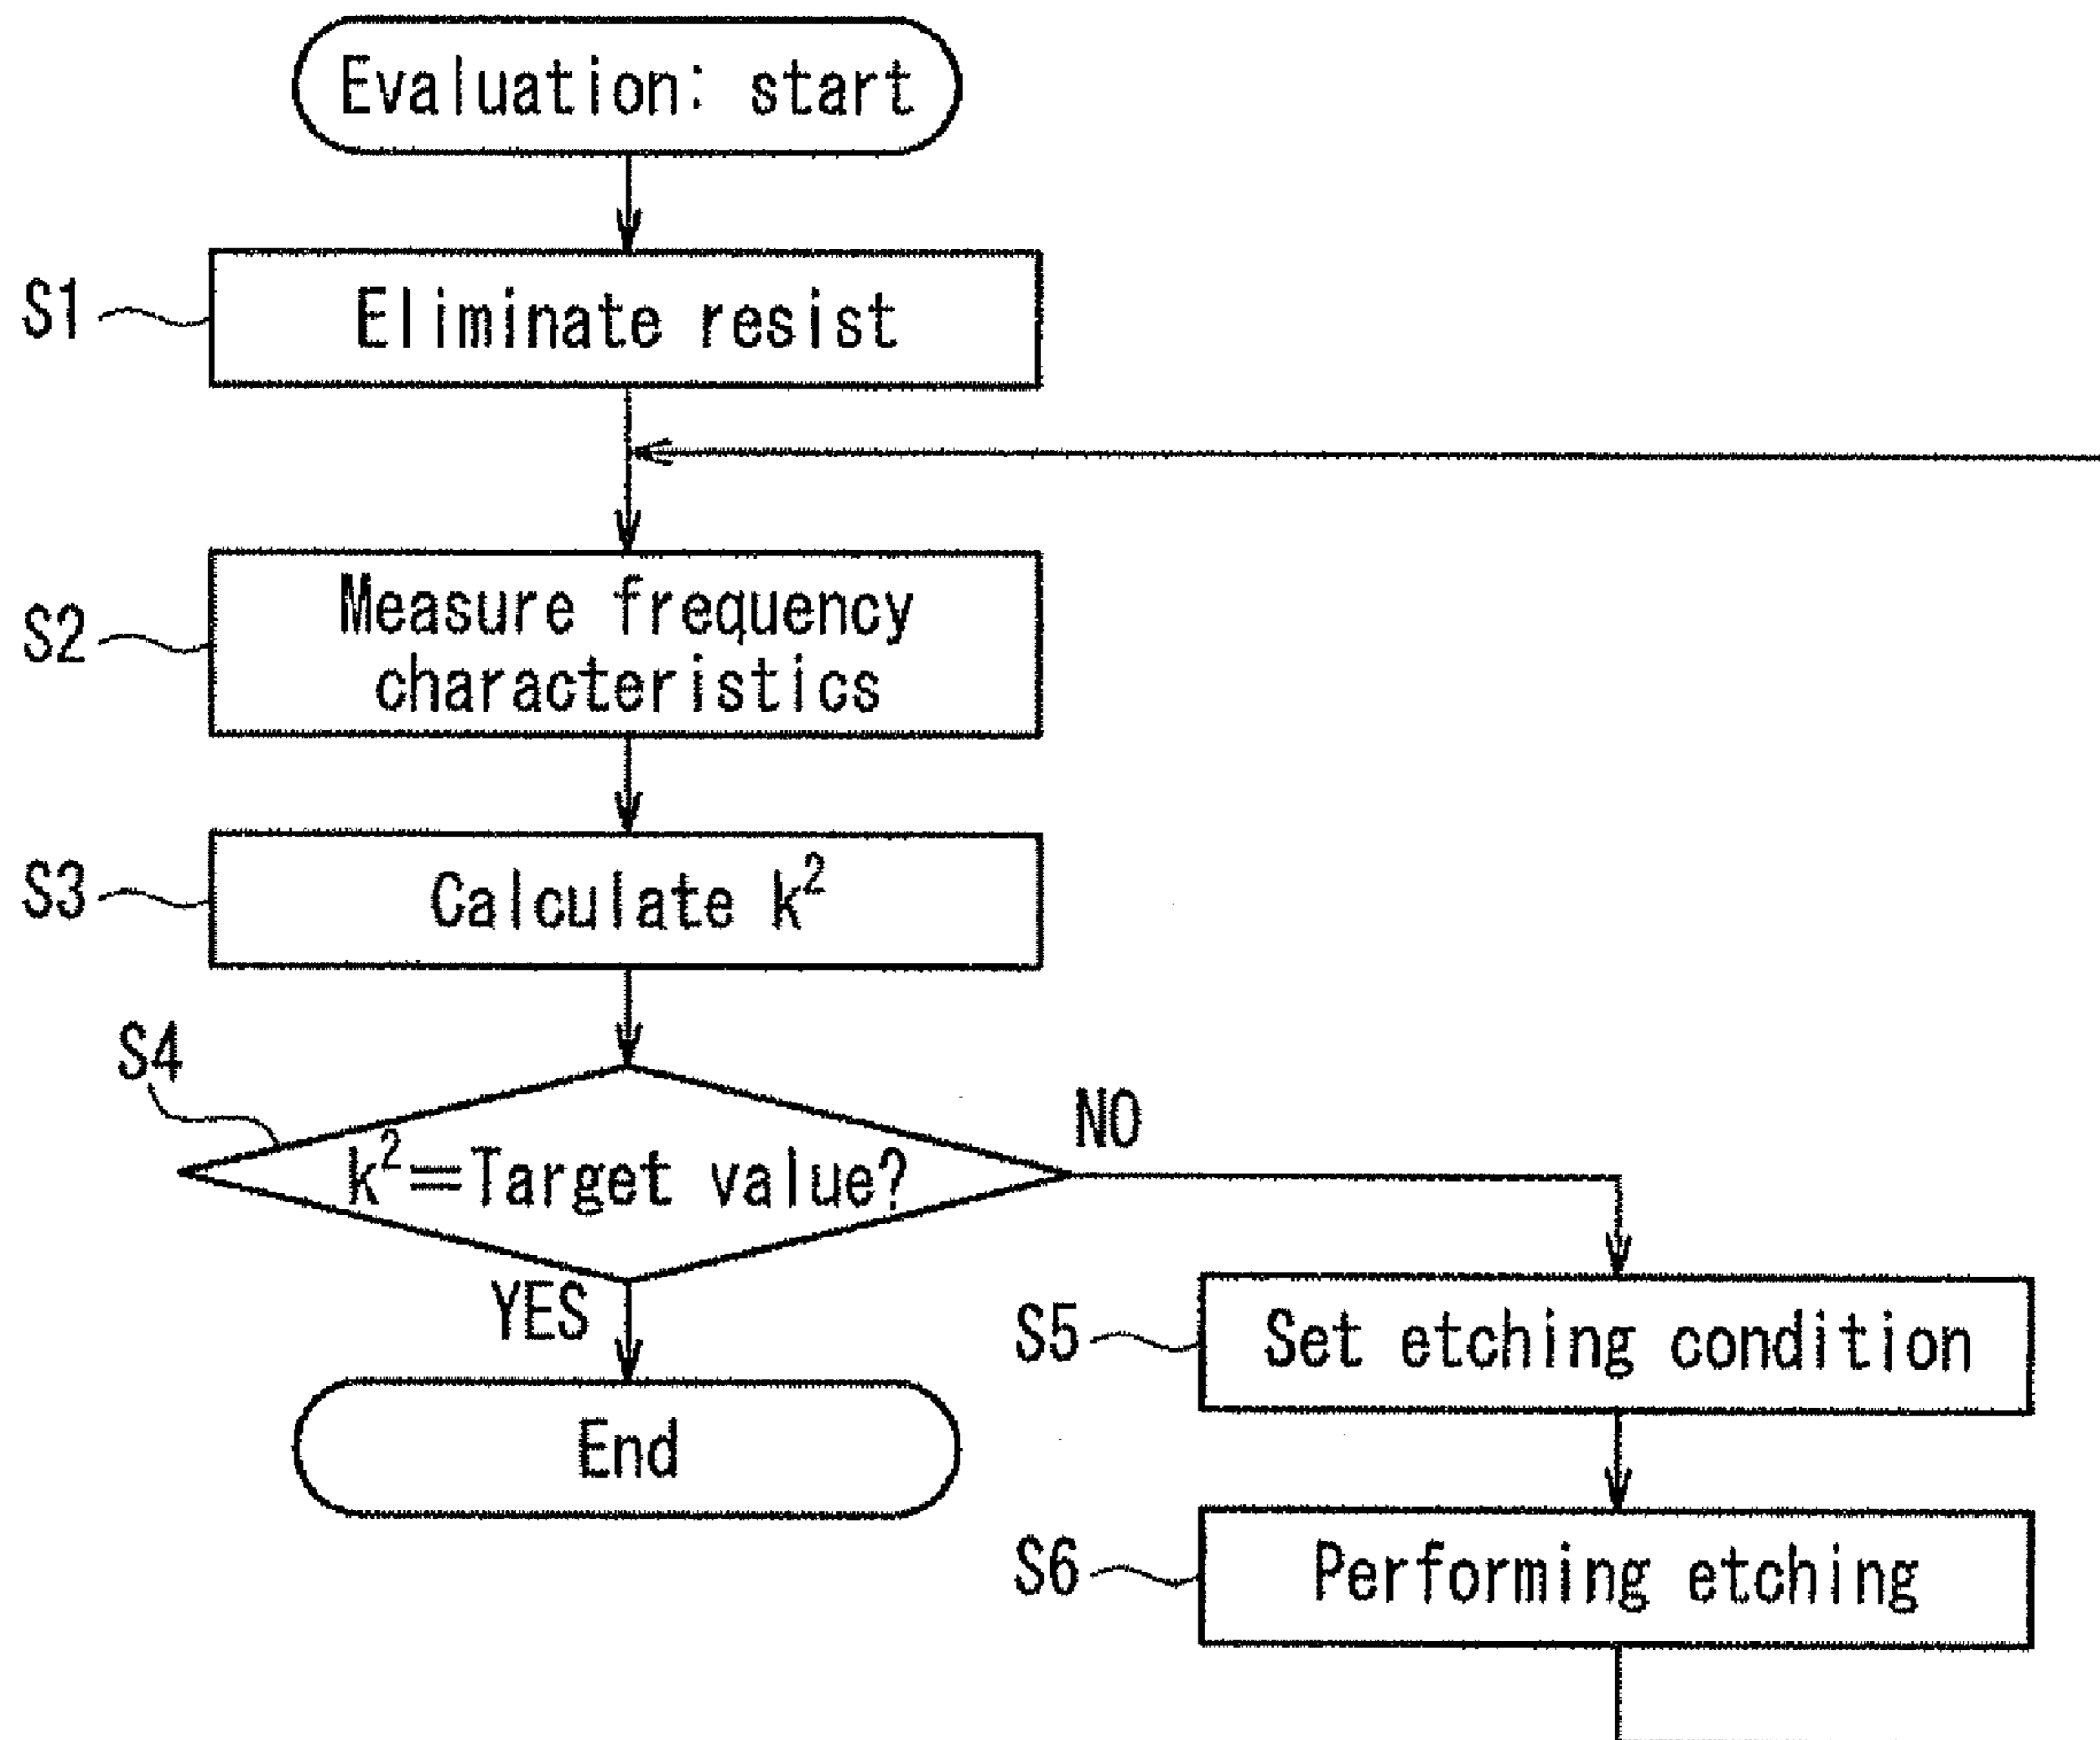 Evaluation: start
S1
Eliminate resist
S2
Measure frequency
characteristics
S3
Calculate k²
S4
k²=Target value?
NO
YES
End
S5
Set etching condition
S6
Performing etching